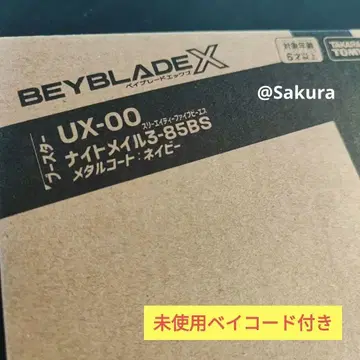 BEYBLADE X
ベイブレードエックス
対象年齢
6才以上
TAKARA
TOMY
@Sakura
ブースター
UX-00
スリーエイティーファイブビーエス
ナイトメイル3-85BS
メタルコート：ネイビー
未使用ベイコード付き